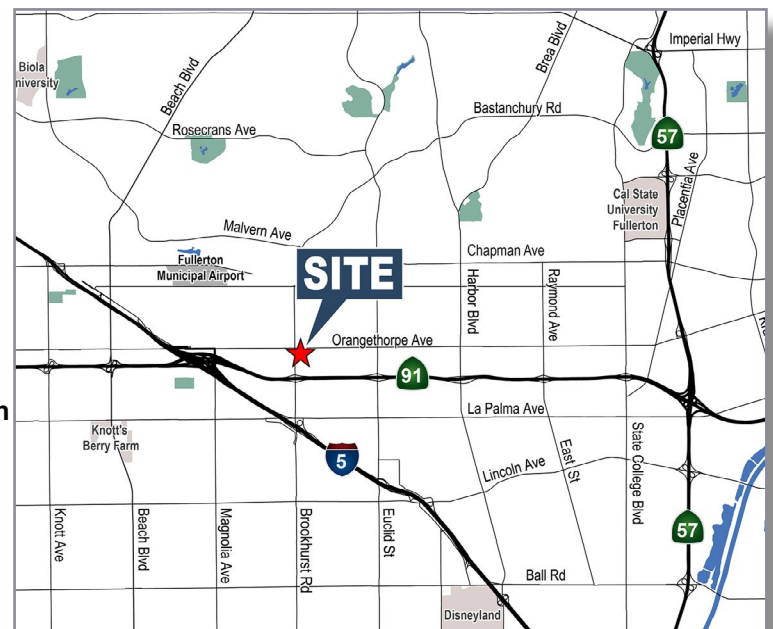 Imperial Hwy
Biola
niversity
Beach Blvd
Brea Blvd
Bastanchury Rd
Rosecrans Ave
57
Placentia Ave
Cal State
University
Fullerton
Malvern Ave
Chapman Ave
Fullerton
Municipal Airport
SITE
Harbor Blvd
Raymond Ave
Orangethorpe Ave
91
n
La Palma Ave
Knott's
Berry Farm
5
Lincoln Ave
East St
State College Blvd
Knott Ave
Beach Blvd
Magnolia Ave
Brookhurst Rd
Euclid St
57
Ball Rd
Disneyland